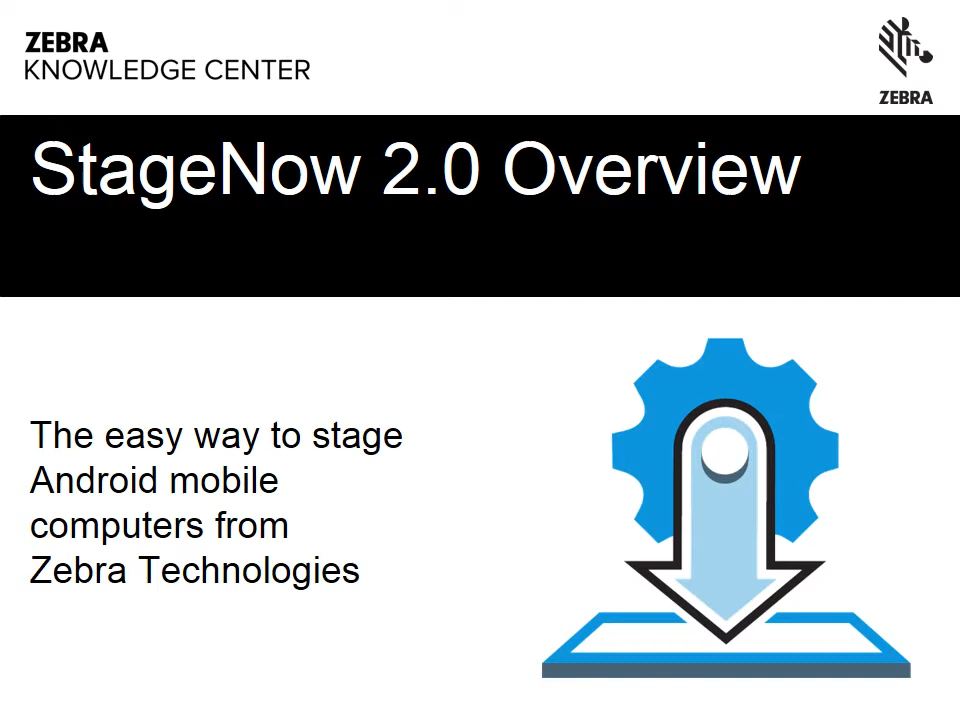 ZEBRA
KNOWLEDGE CENTER
ZEBRA
StageNow 2.0 Overview
The easy way to stage
Android mobile
computers from
Zebra Technologies